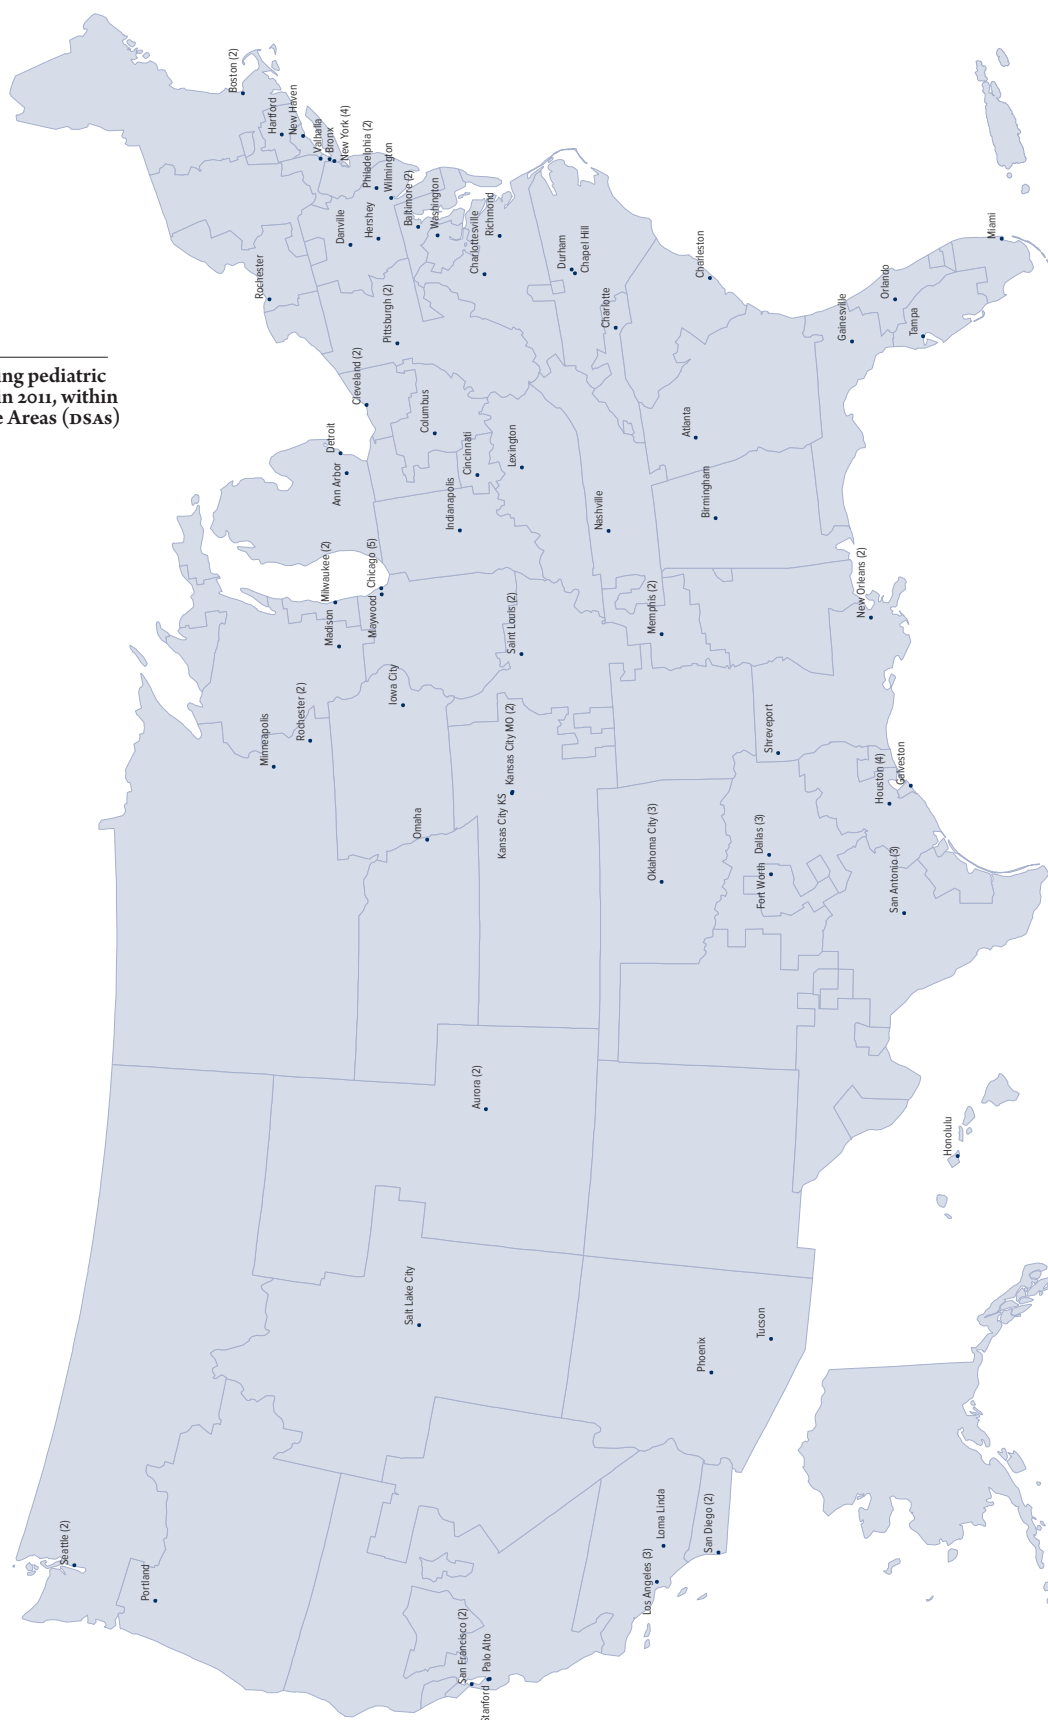 ing pediatric
in 2011, within
e Areas (DSAs)
Boston (2)
Hartford
New Haven
Valhalla
Bronx
New York (4)
Philadelphia (2)
Wilmington
Baltimore (2)
Washington
Danville
Hershey
Charlottesville
Richmond
Rochester
Pittsburgh (2)
Durham
Chapel Hill
Charlotte
Charleston
Miami
Orlando
Tampa
Gainesville
Cleveland (2)
Columbus
Cincinnati
Lexington
Detroit
Ann Arbor
Indianapolis
Atlanta
Birmingham
Nashville
Milwaukee (2)
Madison
Chicago (5)
Maywood
Saint Louis (2)
Memphis (2)
New Orleans (2)
Iowa City
Rochester (2)
Minneapolis
Kansas City MO (2)
Kansas City KS
Omaha
Shreveport
Galveston
Houston (4)
Oklahoma City (3)
Dallas (3)
Fort Worth
San Antonio (3)
Aurora (2)
Honolulu
Salt Lake City
Phoenix
Tucson
Seattle (2)
Portland
Loma Linda
Los Angeles (3)
San Diego (2)
San Francisco (2)
Palo Alto
Stanford